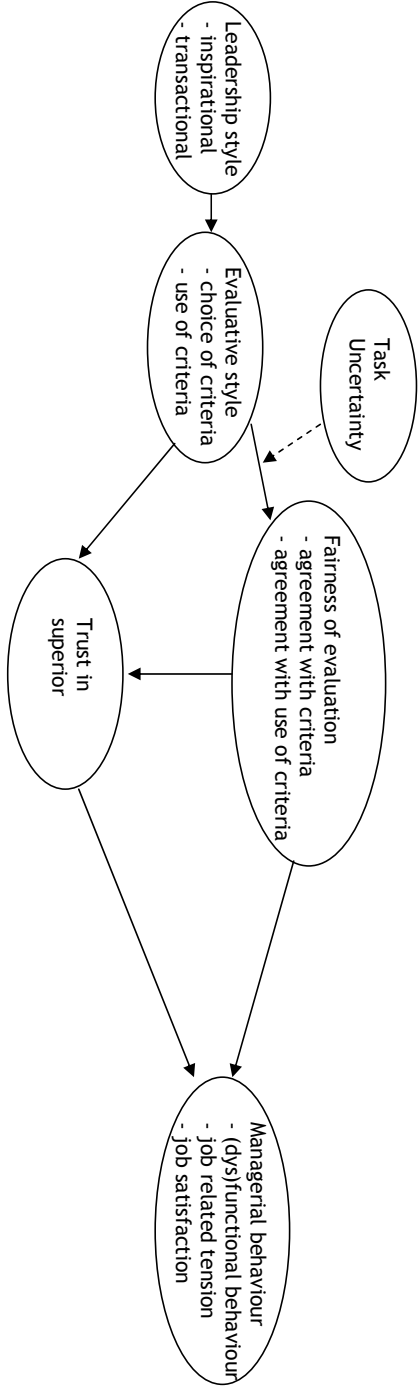 Leadership style
- inspirational
- transactional
Evaluative style
- choice of criteria
- use of criteria
Task
Uncertainty
Fairness of evaluation
- agreement with criteria
- agreement with use of criteria
Trust in
superior
Managerial behaviour
- (dys)functional behaviour
- job related tension
- job satisfaction